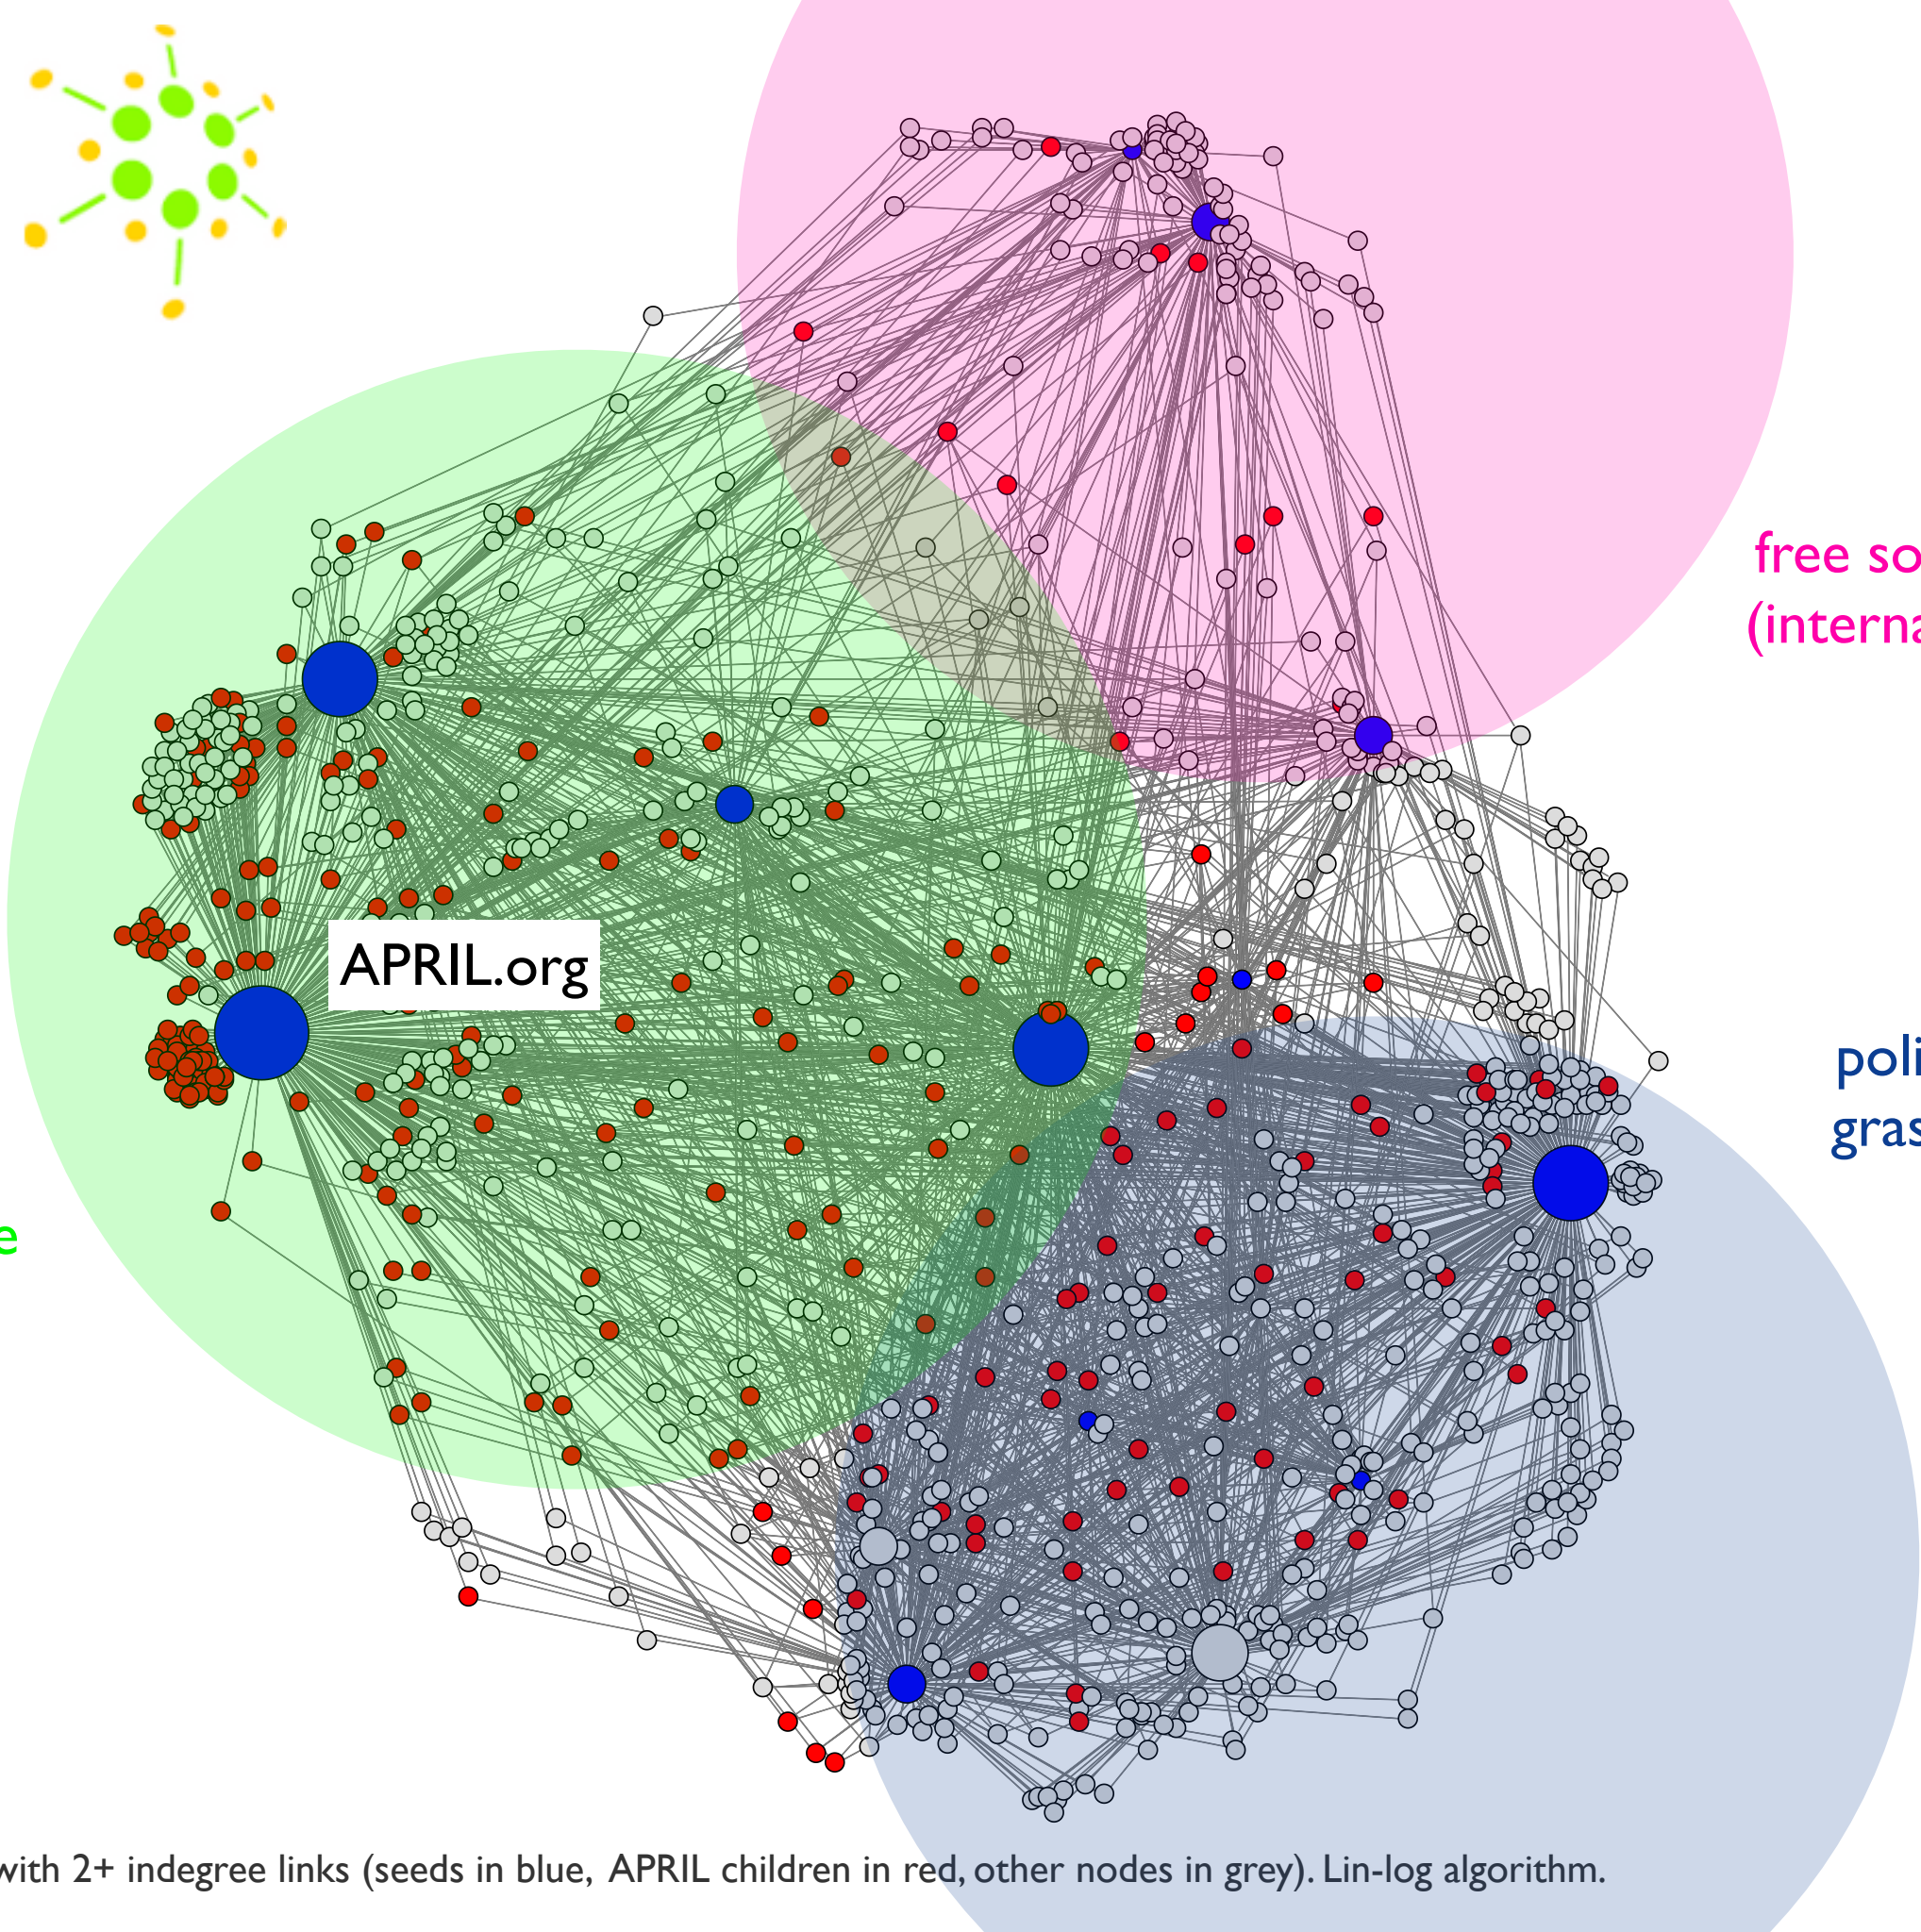 free so
(interna
APRIL.org
poli
gras
e
with 2+ indegree links (seeds in blue, APRIL children in red, other nodes in grey). Lin-log algorithm.